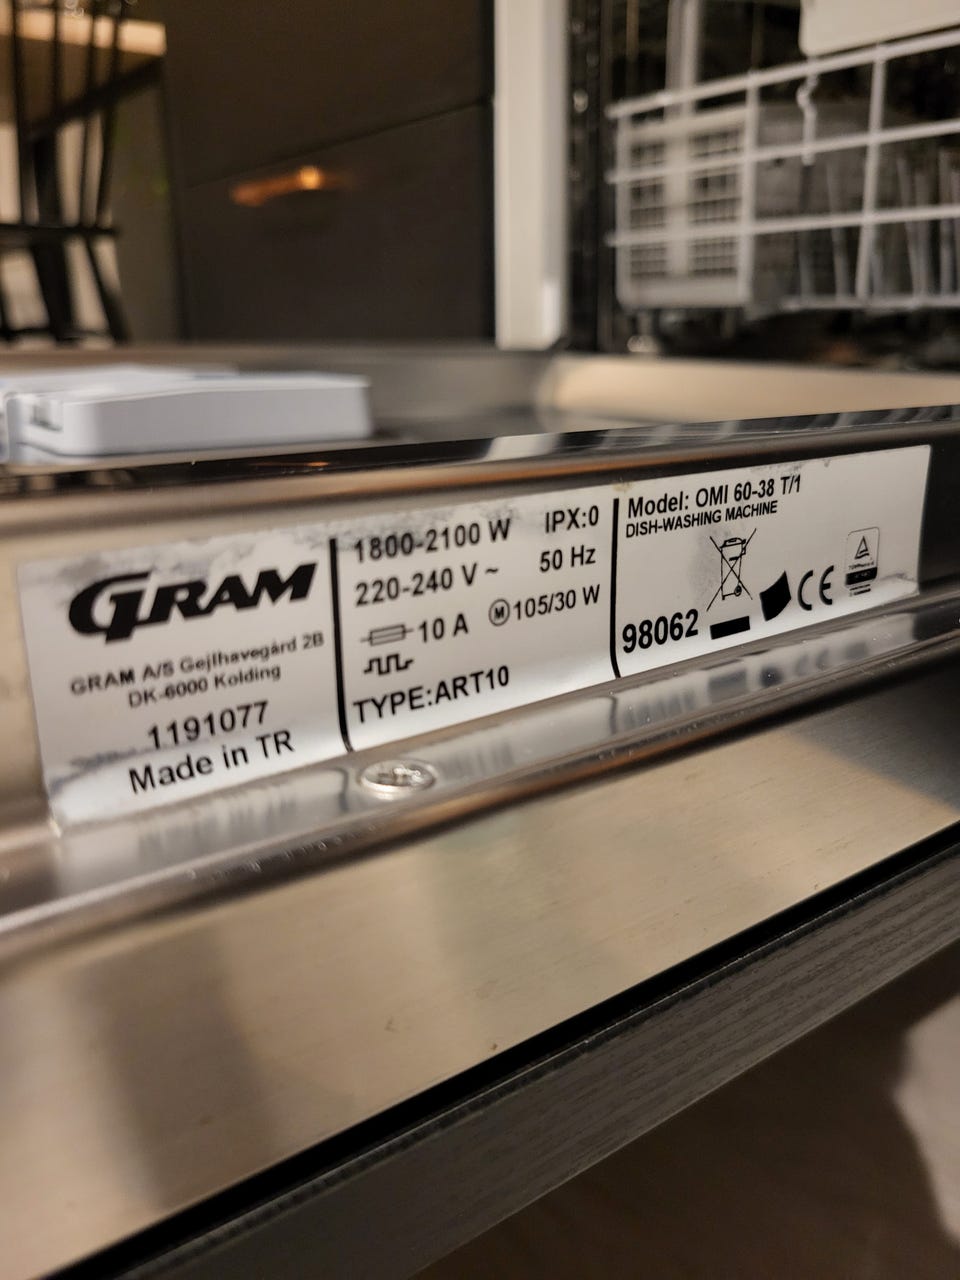 GRAM
GRAM A/S Gejlhavegård 2B
DK-6000 Kolding
1191077
Made in TR
1800-2100 W IPX:0
220-240 V ~ 50 Hz
10 A M 105/30 W
TYPE:ART10
Model: OMI 60-38 T/1
DISH-WASHING MACHINE
98062
CE